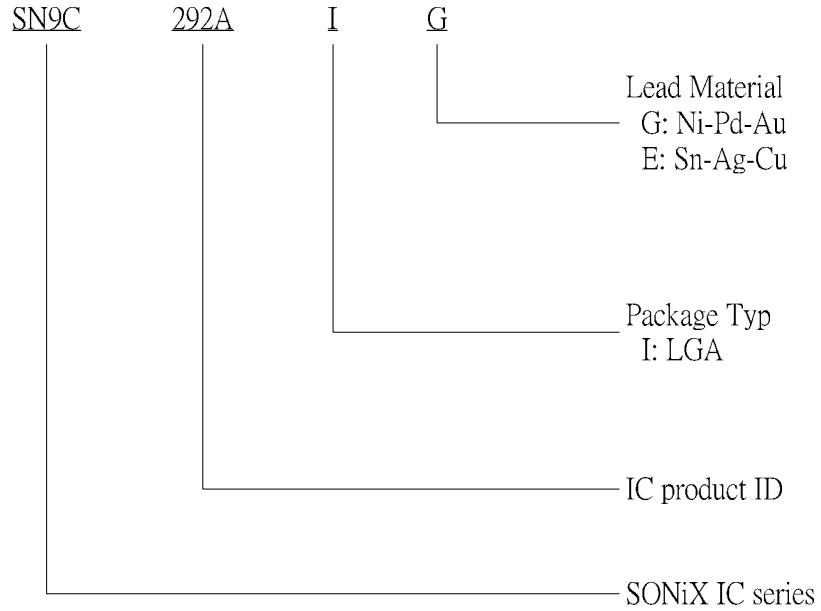 SN9C 292A I G
Lead Material
G: Ni-Pd-Au
E: Sn-Ag-Cu
Package Typ
I: LGA
IC product ID
SONiX IC series